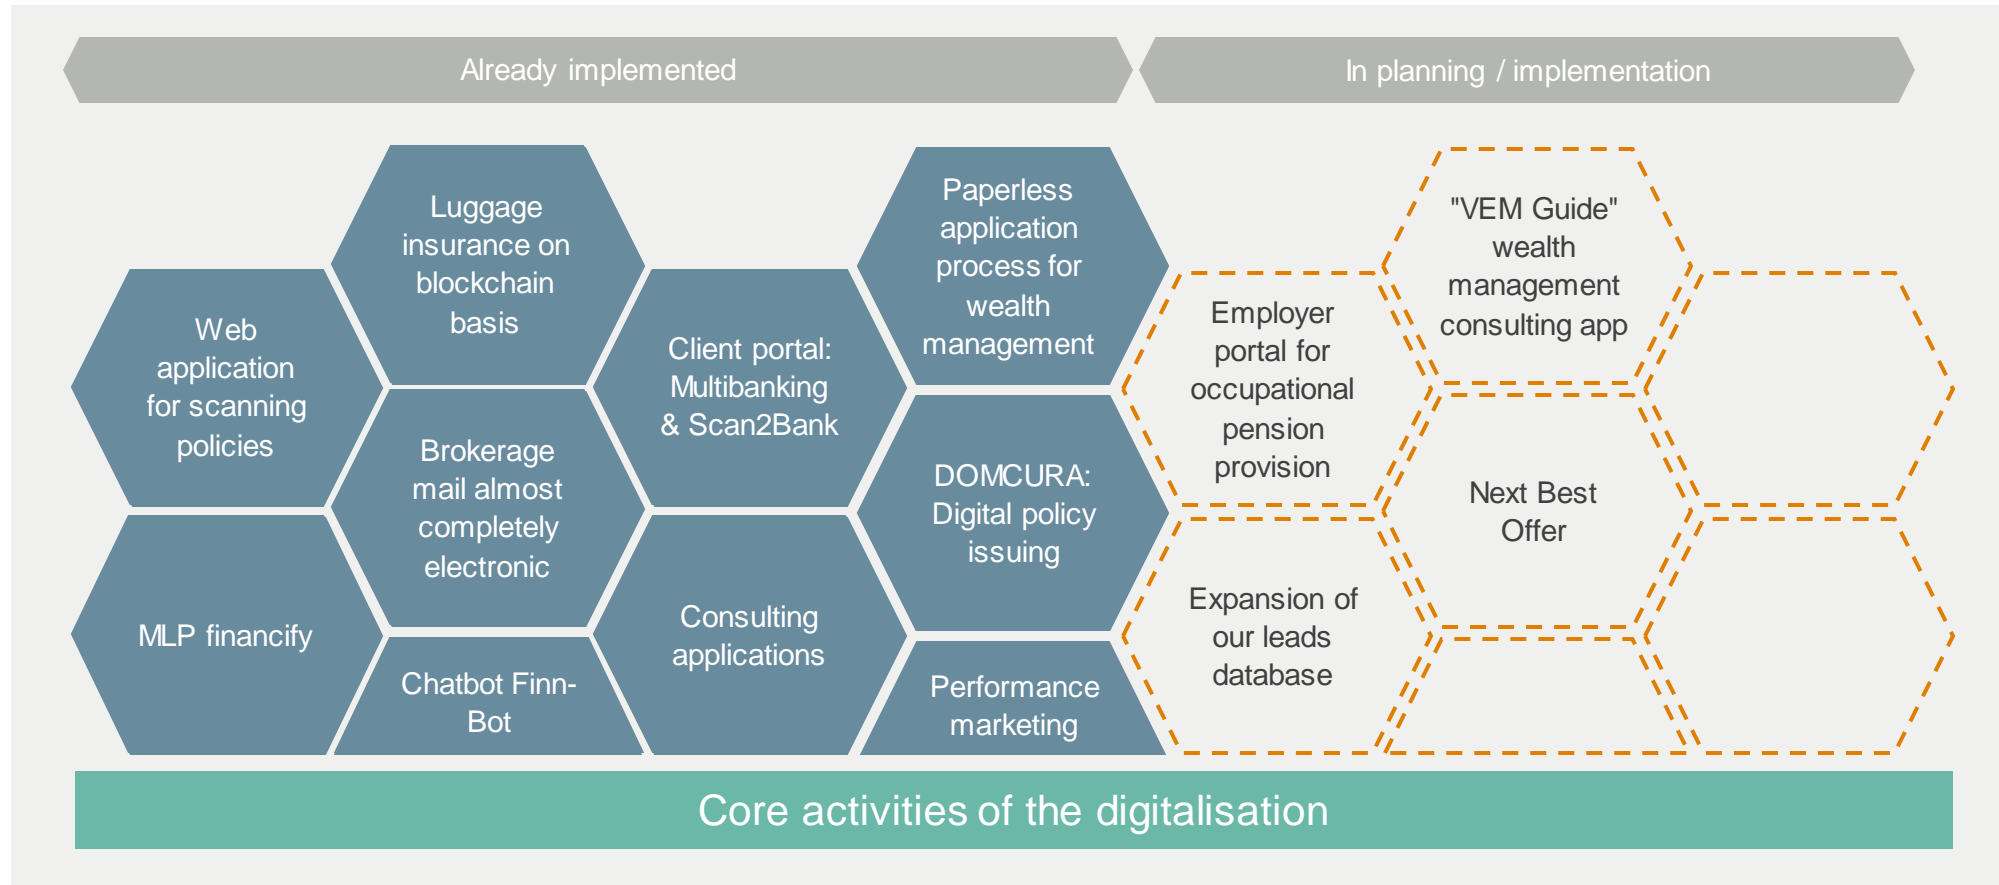 Already implemented
In planning / implementation
Luggage
insurance on
blockchain
basis
Paperless
application
process for
wealth
management
"VEM Guide"
wealth
management
consulting app
Web
application
for scanning
policies
Client portal:
Multibanking
& Scan2Bank
Employer
portal for
occupational
pension
provision
Brokerage
mail almost
completely
electronic
DOMCURA:
Digital policy
issuing
Next Best
Offer
MLP financify
Consulting
applications
Expansion of
our leads
database
Chatbot Finn-
Bot
Performance
marketing
Core activities of the digitalisation